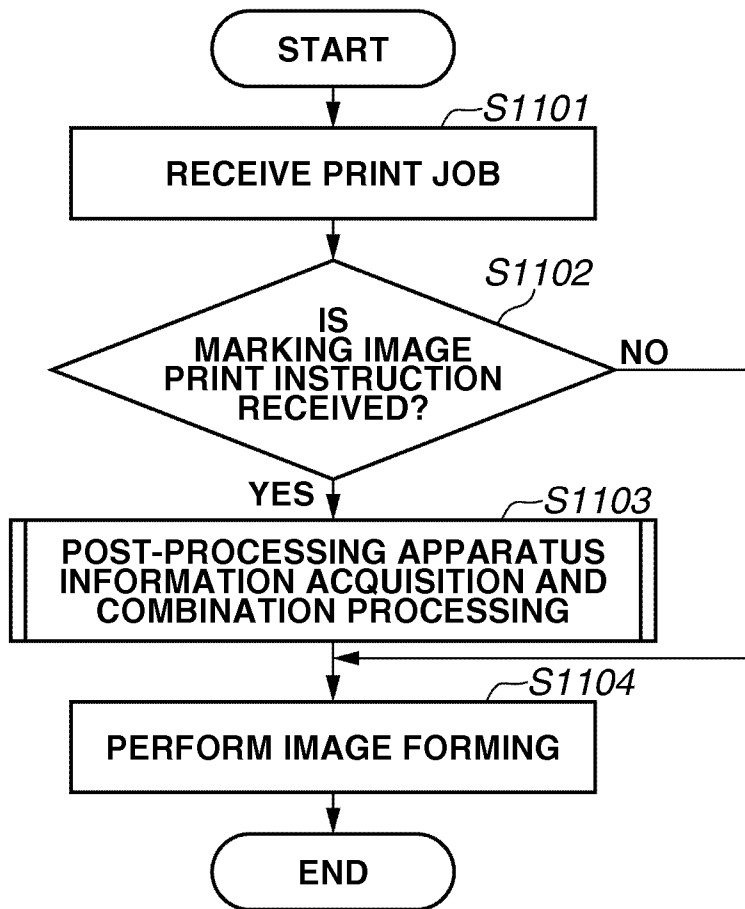 START
S1101
RECEIVE PRINT JOB
S1102
IS
MARKING IMAGE
PRINT INSTRUCTION
RECEIVED?
NO
YES
S1103
POST-PROCESSING APPARATUS
INFORMATION ACQUISITION AND
COMBINATION PROCESSING
S1104
PERFORM IMAGE FORMING
END